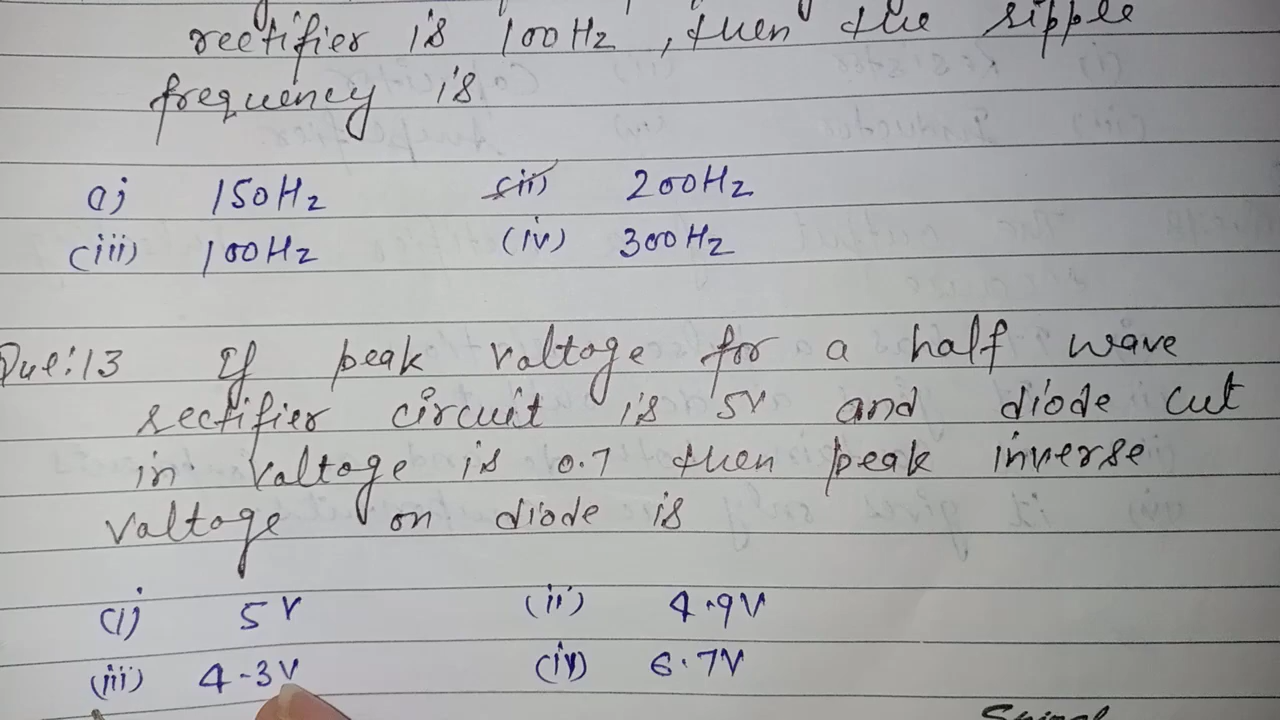 rectifier is 100Hz, then the ripple
frequency is
(i) 150Hz (ii) 200Hz
(iii) 100Hz (iv) 300Hz
Que:13 If peak voltage for a half wave
rectifier circuit is 5V and diode cut
in voltage is 0.7 then peak inverse
voltage on diode is
(i) 5V (ii) 4.9V
(iii) 4.3V (iv) 6.7V